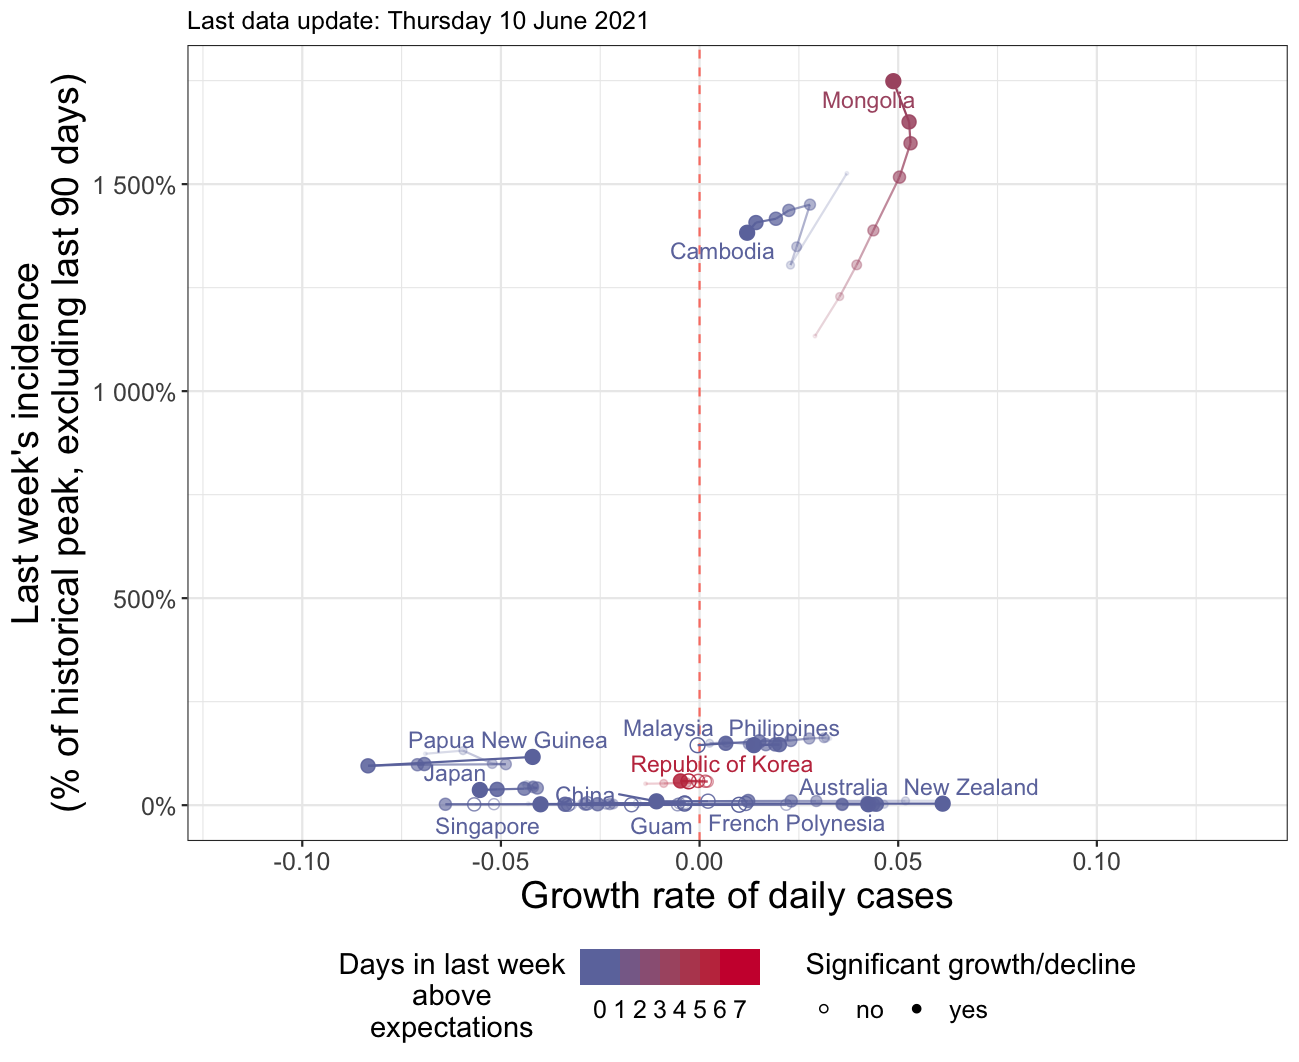 Last data update: Thursday 10 June 2021
Last week's incidence
(% of historical peak, excluding last 90 days)
1 500%
1 000%
500%
0%
Mongolia
Cambodia
Malaysia
Philippines
Papua New Guinea
Republic of Korea
Japan
China
Australia
New Zealand
Singapore
Guam
French Polynesia
-0.10
-0.05
0.00
0.05
0.10
Growth rate of daily cases
Days in last week
above
expectations
0 1 2 3 4 5 6 7
Significant growth/decline
no
yes